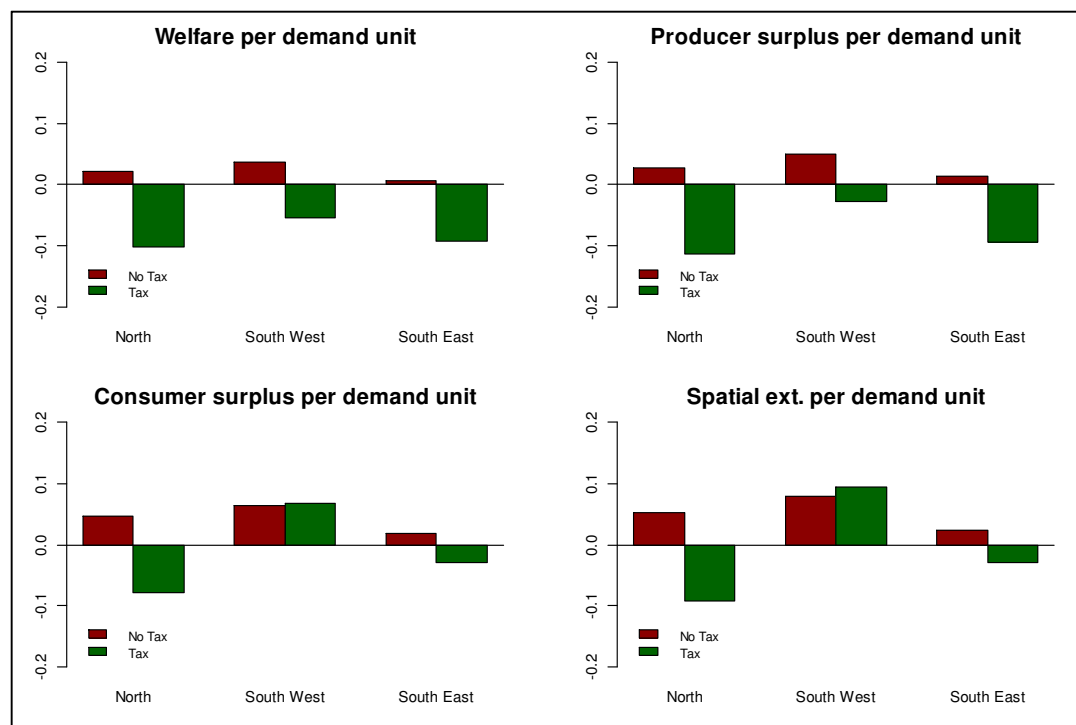 Welfare per demand unit
0.2
0.1
0.0
-0.1
-0.2
No Tax
Tax
North South West South East
Producer surplus per demand unit
0.2
0.1
0.0
-0.1
-0.2
No Tax
Tax
North South West South East
Consumer surplus per demand unit
0.2
0.1
0.0
-0.1
-0.2
No Tax
Tax
North South West South East
Spatial ext. per demand unit
0.2
0.1
0.0
-0.1
-0.2
No Tax
Tax
North South West South East